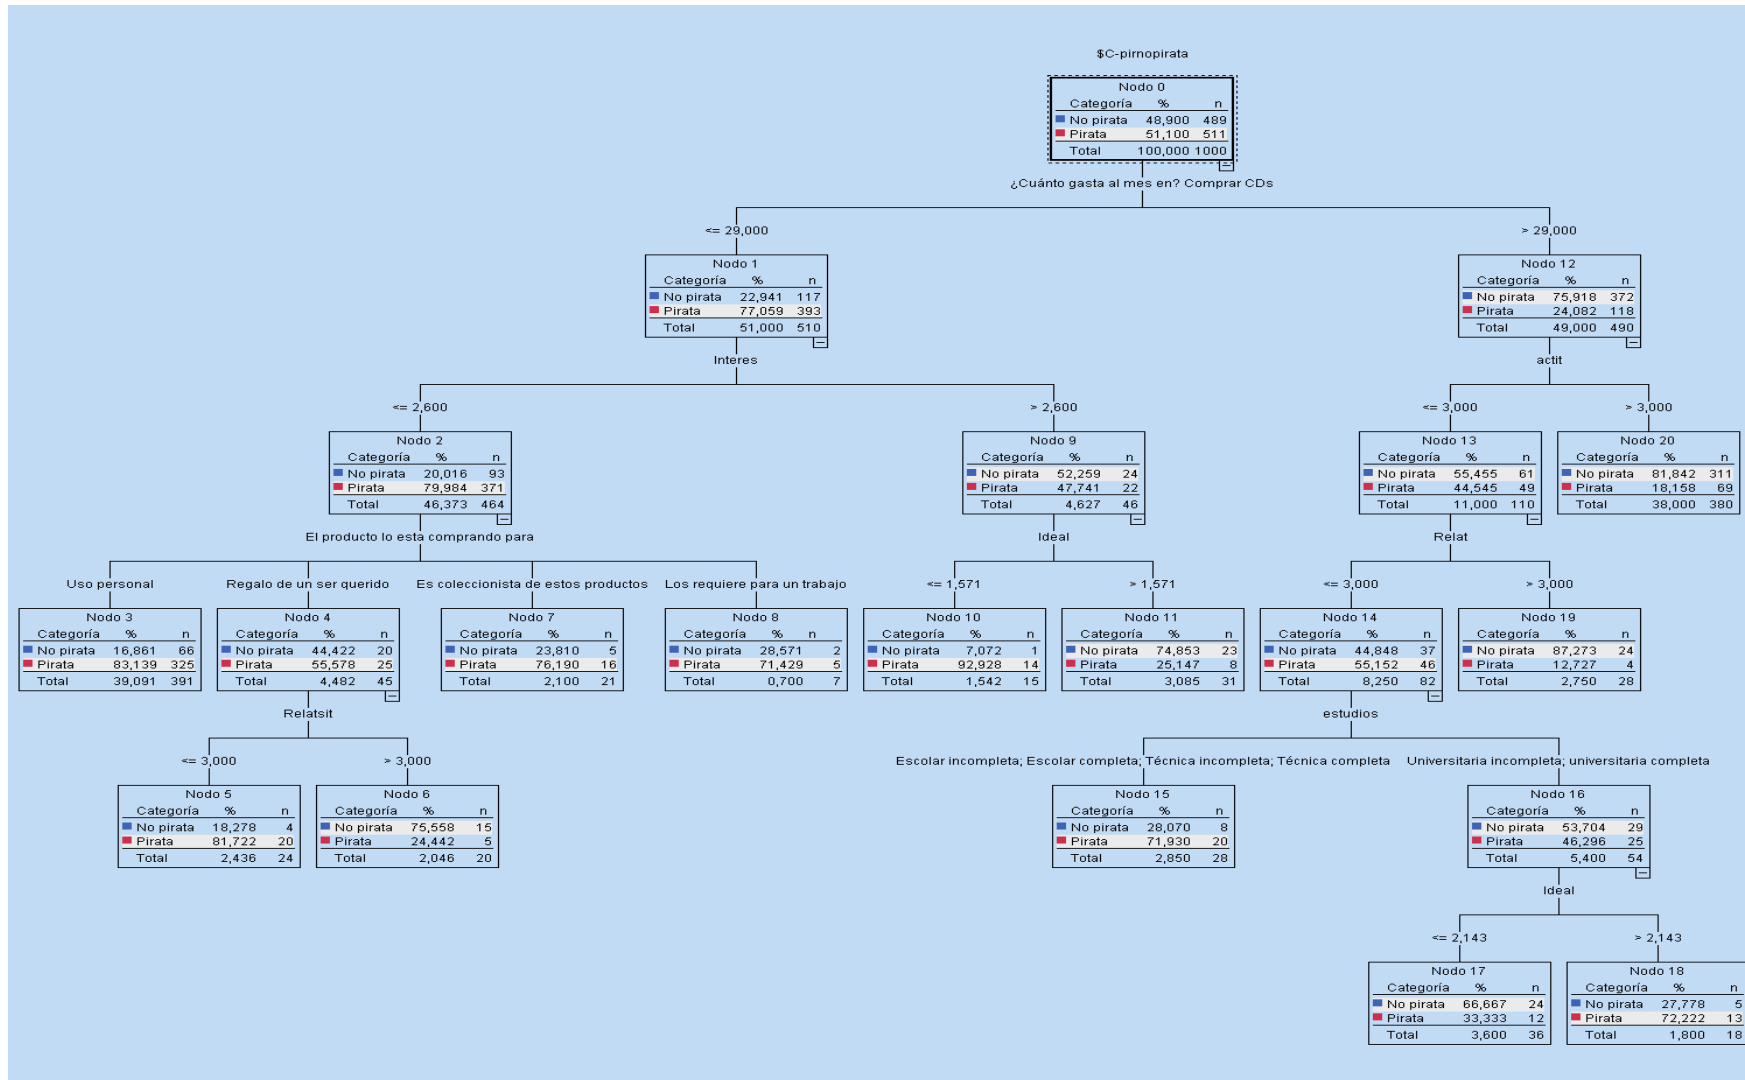 $C-pirnopirata
Nodo 0
Categoría % n
No pirata 48,900 489
Pirata 51,100 511
Total 100,000 1000
¿Cuánto gasta al mes en? Comprar CDs
<= 29,000
> 29,000
Nodo 1
Categoría % n
No pirata 22,941 117
Pirata 77,059 393
Total 51,000 510
Nodo 12
Categoría % n
No pirata 75,918 372
Pirata 24,082 118
Total 49,000 490
Interes
actit
<= 2,600
> 2,600
<= 3,000
> 3,000
Nodo 2
Categoría % n
No pirata 20,016 93
Pirata 79,984 371
Total 46,373 464
Nodo 9
Categoría % n
No pirata 52,259 24
Pirata 47,741 22
Total 4,627 46
Nodo 13
Categoría % n
No pirata 55,455 61
Pirata 44,545 49
Total 11,000 110
Nodo 20
Categoría % n
No pirata 81,842 311
Pirata 18,158 69
Total 38,000 380
El producto lo esta comprando para
Ideal
Relat
Uso personal
Regalo de un ser querido
Es coleccionista de estos productos
Los requiere para un trabajo
<= 1,571
> 1,571
<= 3,000
> 3,000
Nodo 3
Categoría % n
No pirata 16,861 66
Pirata 83,139 325
Total 39,091 391
Nodo 4
Categoría % n
No pirata 44,422 20
Pirata 55,578 25
Total 4,482 45
Nodo 7
Categoría % n
No pirata 23,810 5
Pirata 76,190 16
Total 2,100 21
Nodo 8
Categoría % n
No pirata 28,571 2
Pirata 71,429 5
Total 0,700 7
Nodo 10
Categoría % n
No pirata 7,072 1
Pirata 92,928 14
Total 1,542 15
Nodo 11
Categoría % n
No pirata 74,853 23
Pirata 25,147 8
Total 3,085 31
Nodo 14
Categoría % n
No pirata 44,848 37
Pirata 55,152 46
Total 8,250 82
Nodo 19
Categoría % n
No pirata 87,273 24
Pirata 12,727 4
Total 2,750 28
Relatsit
estudios
<= 3,000
> 3,000
Escolar incompleta; Escolar completa; Técnica incompleta; Técnica completa
Universitaria incompleta; universitaria completa
Nodo 5
Categoría % n
No pirata 18,278 4
Pirata 81,722 20
Total 2,436 24
Nodo 6
Categoría % n
No pirata 75,558 15
Pirata 24,442 5
Total 2,046 20
Nodo 15
Categoría % n
No pirata 28,070 8
Pirata 71,930 20
Total 2,850 28
Nodo 16
Categoría % n
No pirata 53,704 29
Pirata 46,296 25
Total 5,400 54
Ideal
<= 2,143
> 2,143
Nodo 17
Categoría % n
No pirata 66,667 24
Pirata 33,333 12
Total 3,600 36
Nodo 18
Categoría % n
No pirata 27,778 5
Pirata 72,222 13
Total 1,800 18